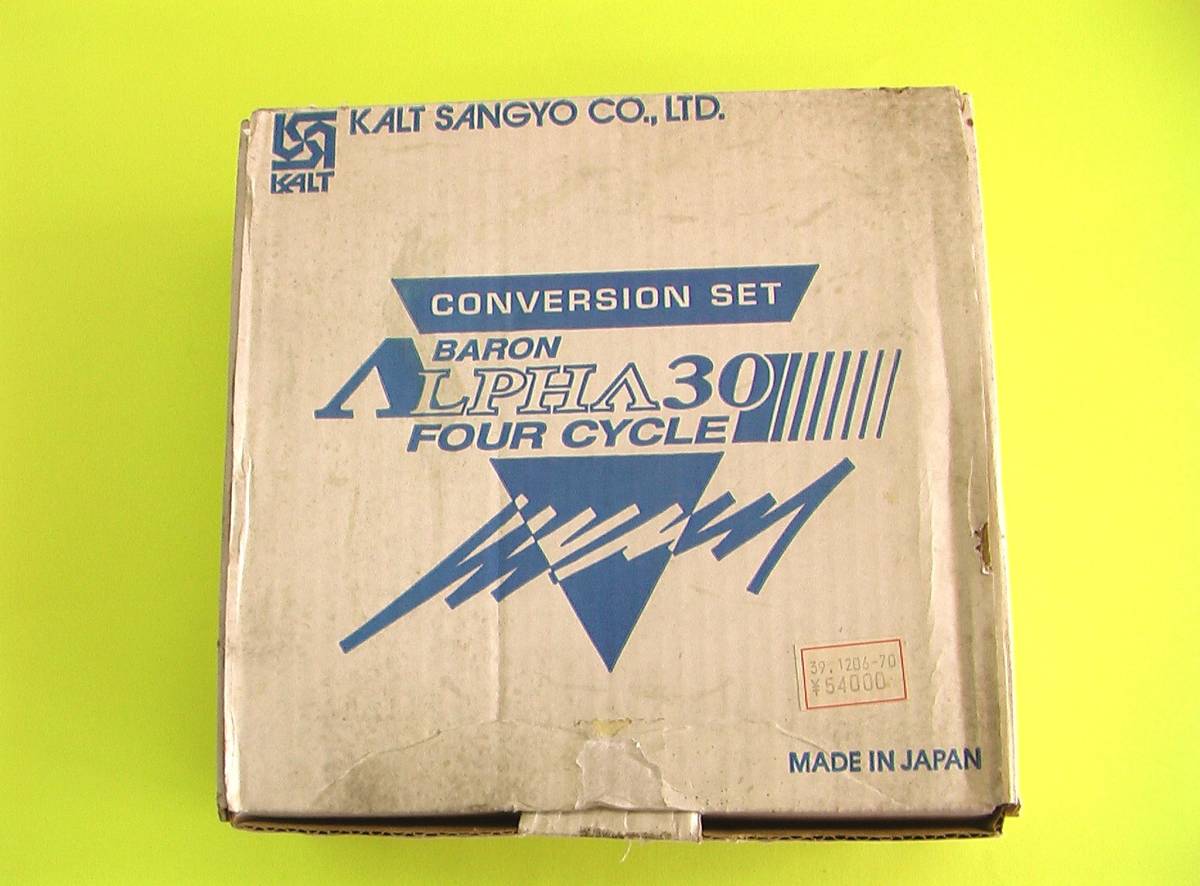 KALT SANGYO CO., LTD.
KALT
CONVERSION SET
BARON
ALPHA30
FOUR CYCLE
39.1206-70
¥54000
MADE IN JAPAN